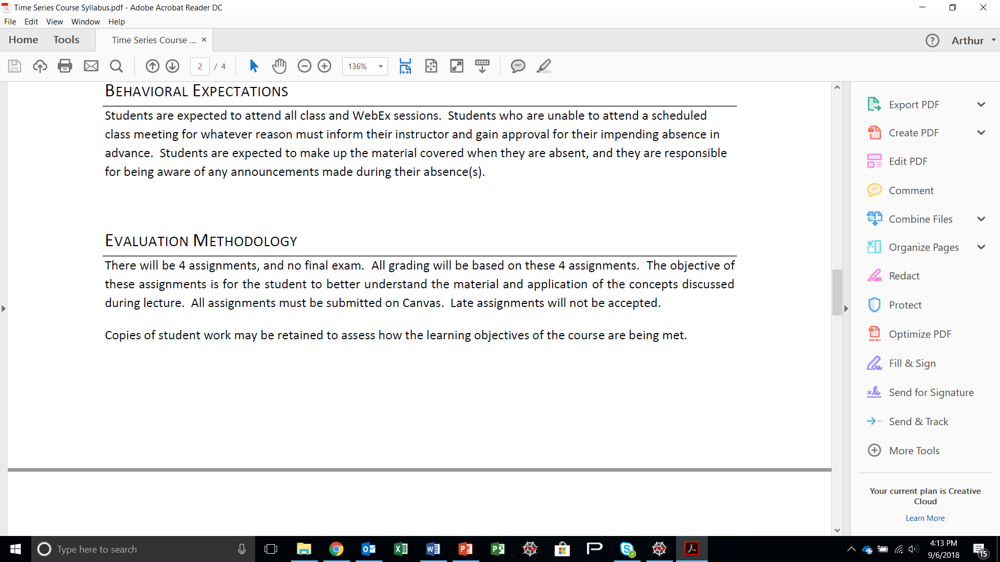 Time Series Course Syllabus.pdf - Adobe Acrobat Reader DC
File Edit View Window Help
Home Tools Time Series Course ... ×
Arthur
2 / 4 136%
BEHAVIORAL EXPECTATIONS
Students are expected to attend all class and WebEx sessions.  Students who are unable to attend a scheduled
class meeting for whatever reason must inform their instructor and gain approval for their impending absence in
advance.  Students are expected to make up the material covered when they are absent, and they are responsible
for being aware of any announcements made during their absence(s).
EVALUATION METHODOLOGY
There will be 4 assignments, and no final exam.  All grading will be based on these 4 assignments.  The objective of
these assignments is for the student to better understand the material and application of the concepts discussed
during lecture.  All assignments must be submitted on Canvas.  Late assignments will not be accepted.
Copies of student work may be retained to assess how the learning objectives of the course are being met.
Export PDF
Create PDF
Edit PDF
Comment
Combine Files
Organize Pages
Redact
Protect
Optimize PDF
Fill & Sign
Send for Signature
Send & Track
More Tools
Your current plan is Creative
Cloud
Learn More
Type here to search
4:13 PM
9/6/2018
15